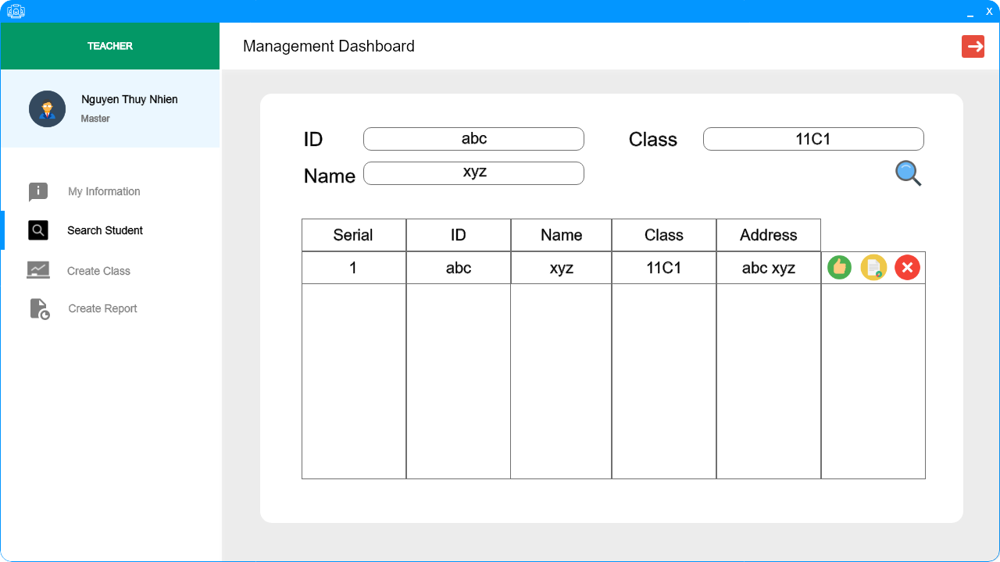 _ X
TEACHER
Management Dashboard
Nguyen Thuy Nhien
Master
My Information
Search Student
Create Class
Create Report
ID abc Class 11C1
Name xyz
Serial ID Name Class Address
1 abc xyz 11C1 abc xyz